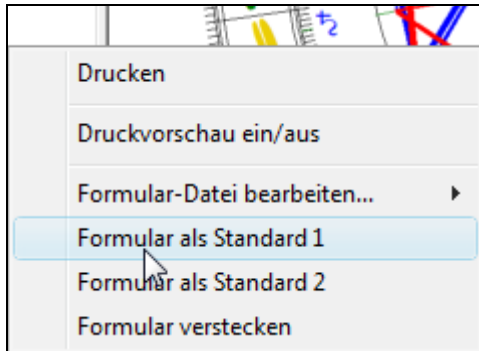 Drucken
Druckvorschau ein/aus
Formular-Datei bearbeiten...
Formular als Standard 1
Formular als Standard 2
Formular verstecken